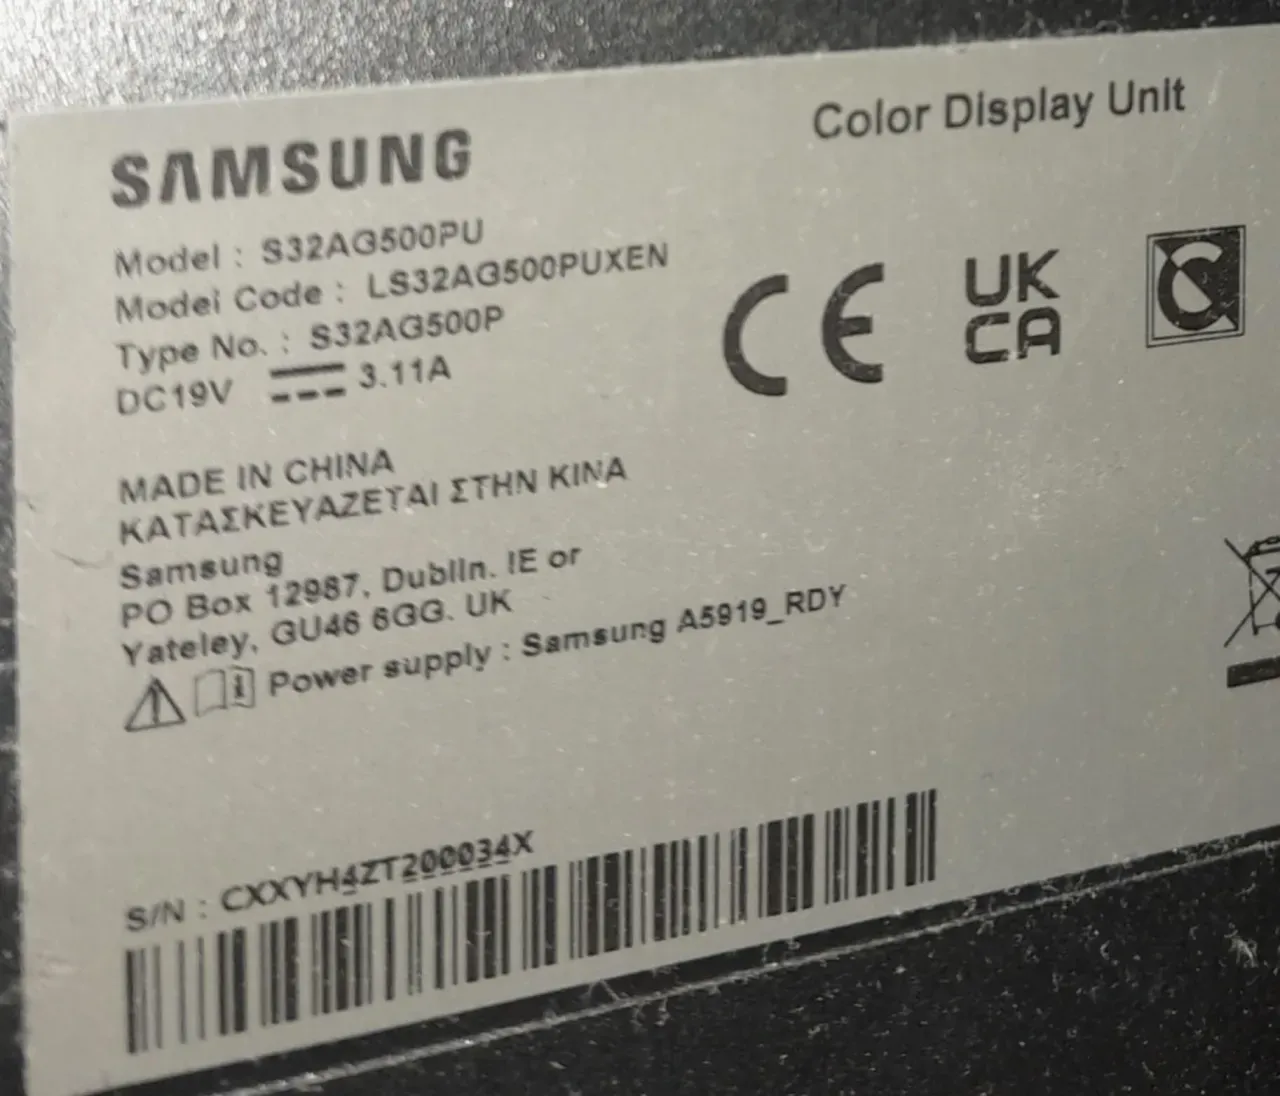 SAMSUNG
Color Display Unit
Model : S32AG500PU
Model Code : LS32AG500PUXEN
Type No. : S32AG500P
DC19V 3.11A
CE
UK
CA
MADE IN CHINA
ΚΑΤΑΣΚΕΥΑΖΕΤΑΙ ΣΤΗΝ ΚΙΝΑ
Samsung
PO Box 12987, Dublin. IE or
Yateley, GU46 6GG. UK
Power supply : Samsung A5919_RDY
S/N : CXXYH4ZT200034X